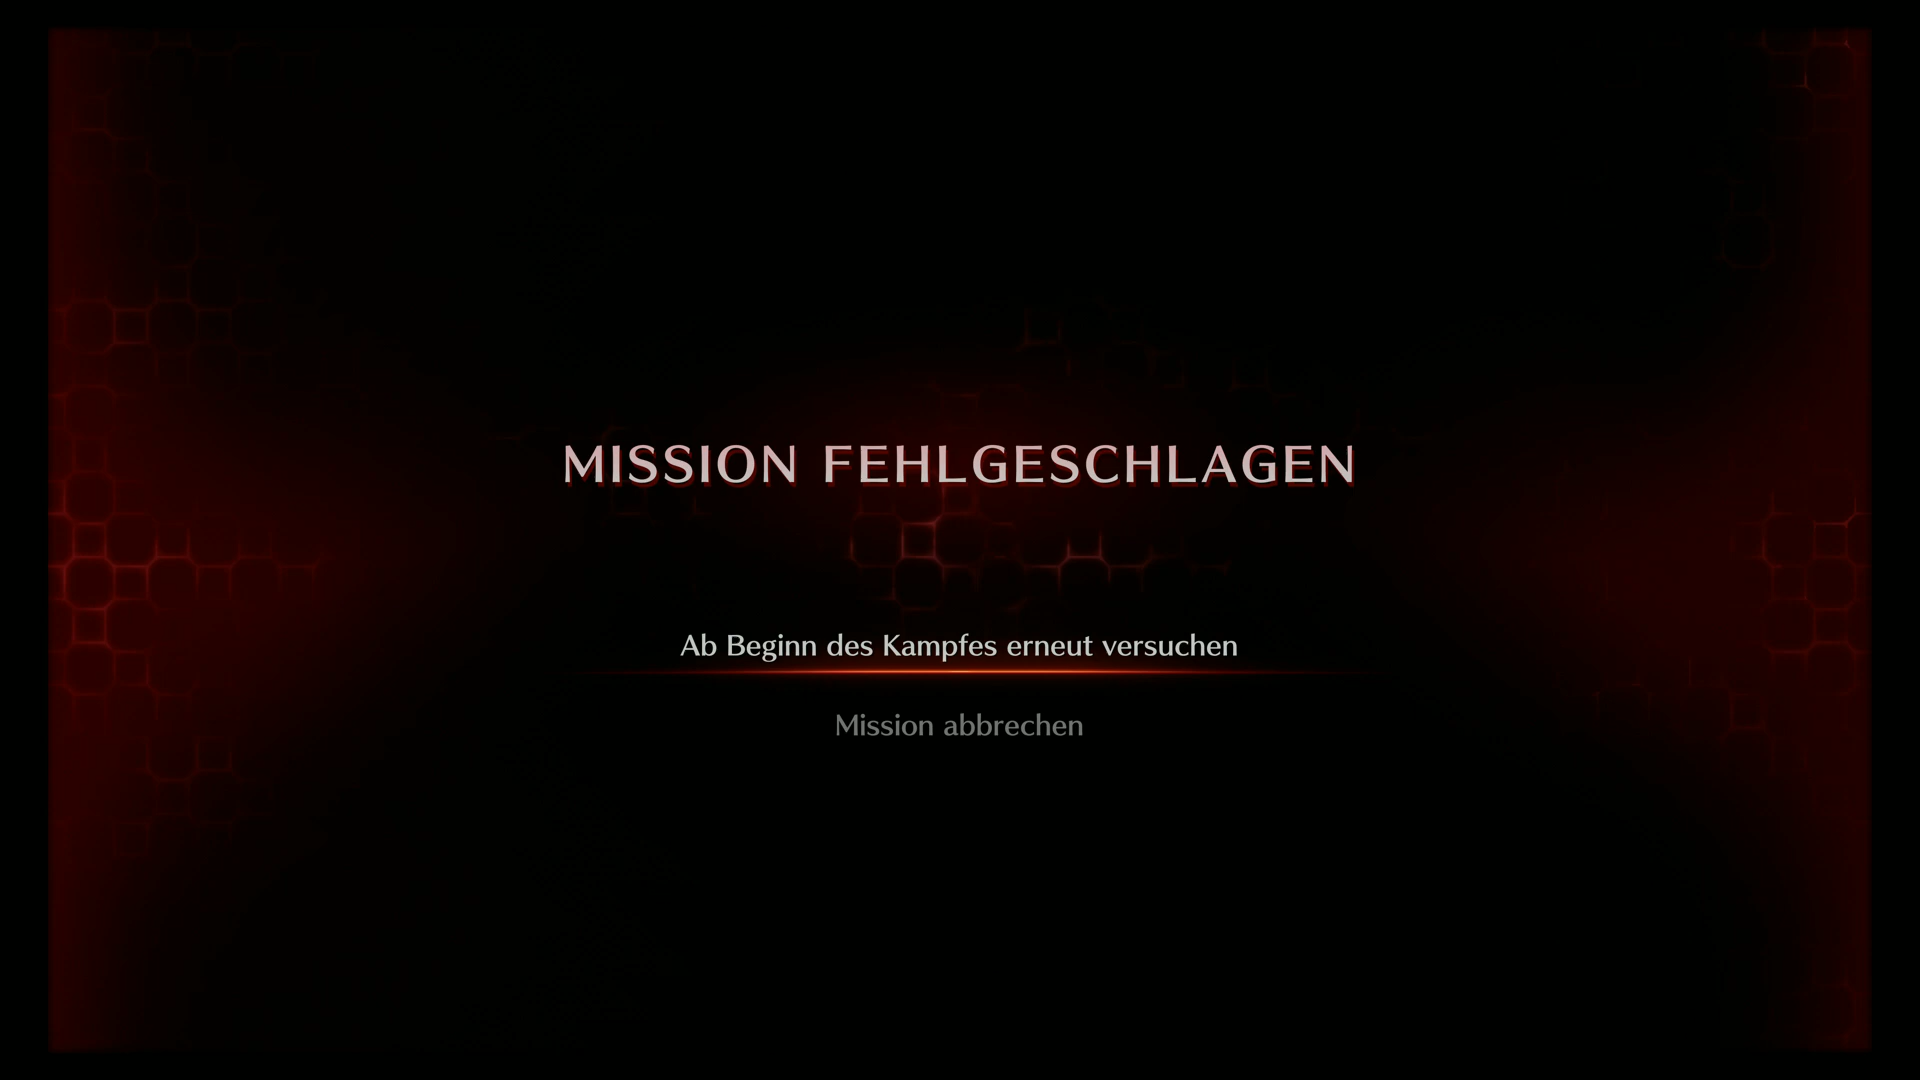 MISSION FEHLGESCHLAGEN
Ab Beginn des Kampfes erneut versuchen
Mission abbrechen